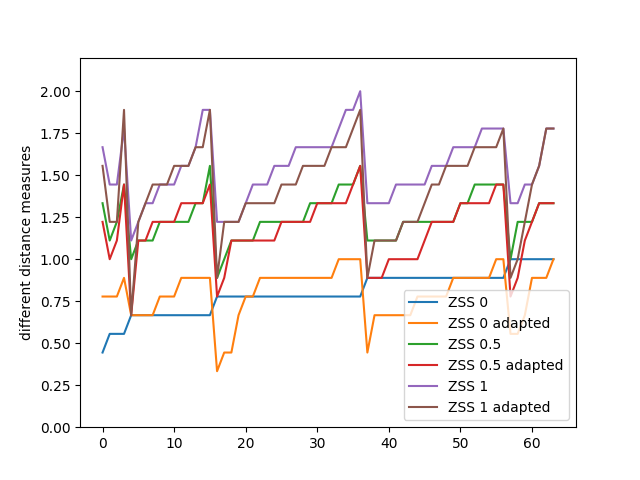 different distance measures
2.00
1.75
1.50
1.25
1.00
0.75
0.50
0.25
0.00
0 10 20 30 40 50 60
ZSS 0
ZSS 0 adapted
ZSS 0.5
ZSS 0.5 adapted
ZSS 1
ZSS 1 adapted